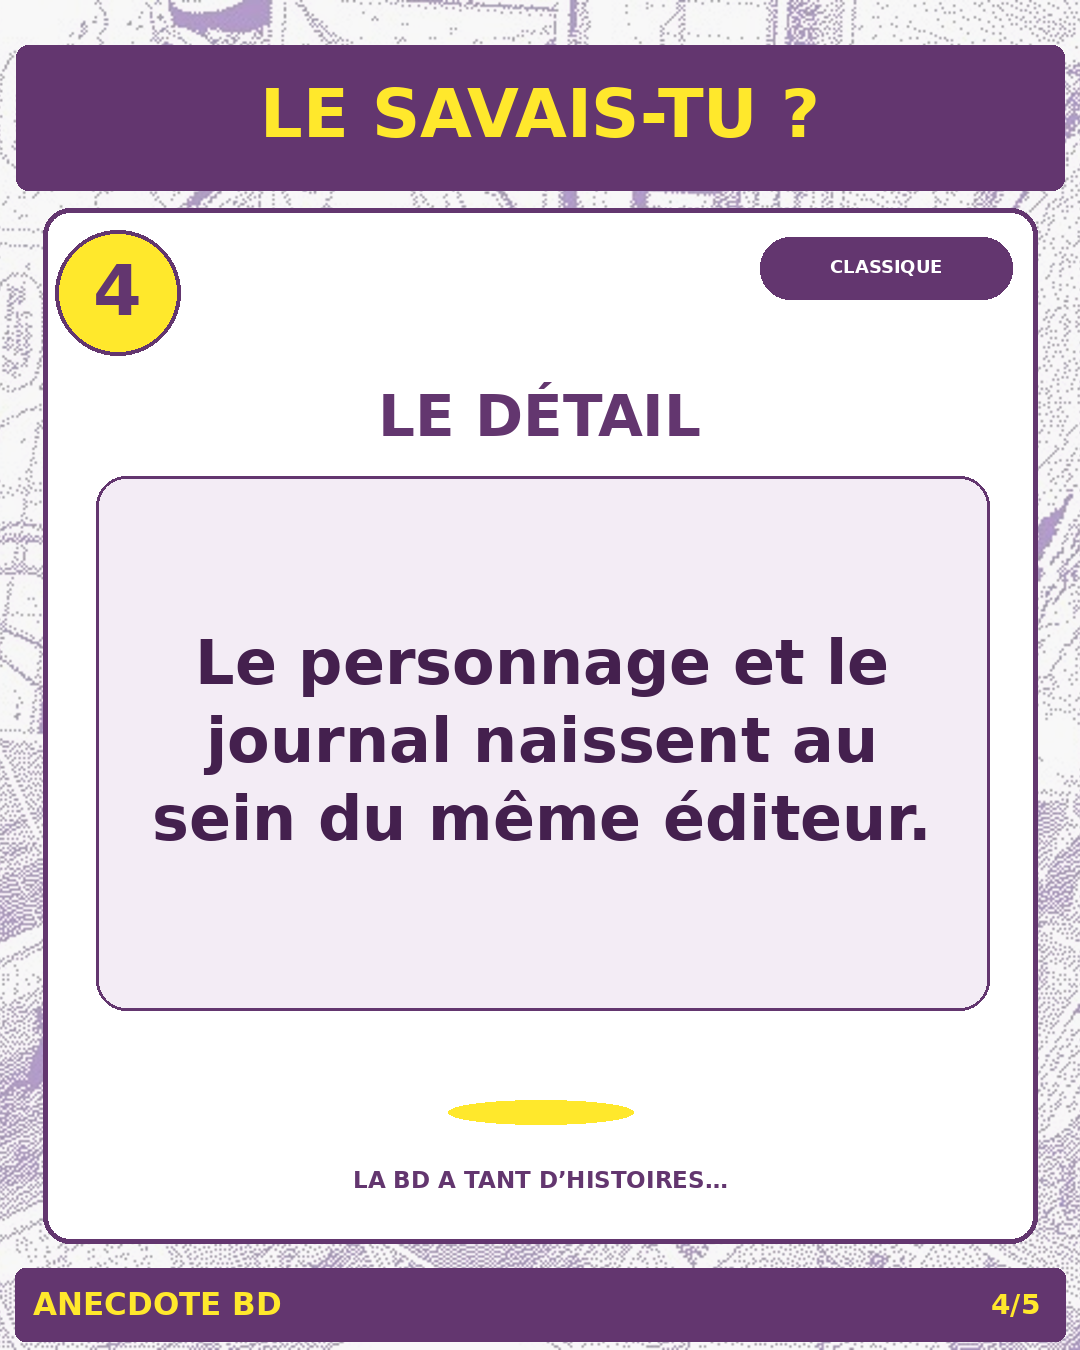 LE SAVAIS-TU ?
4
CLASSIQUE
LE DÉTAIL
Le personnage et le
journal naissent au
sein du même éditeur.
LA BD A TANT D’HISTOIRES…
ANECDOTE BD
4/5